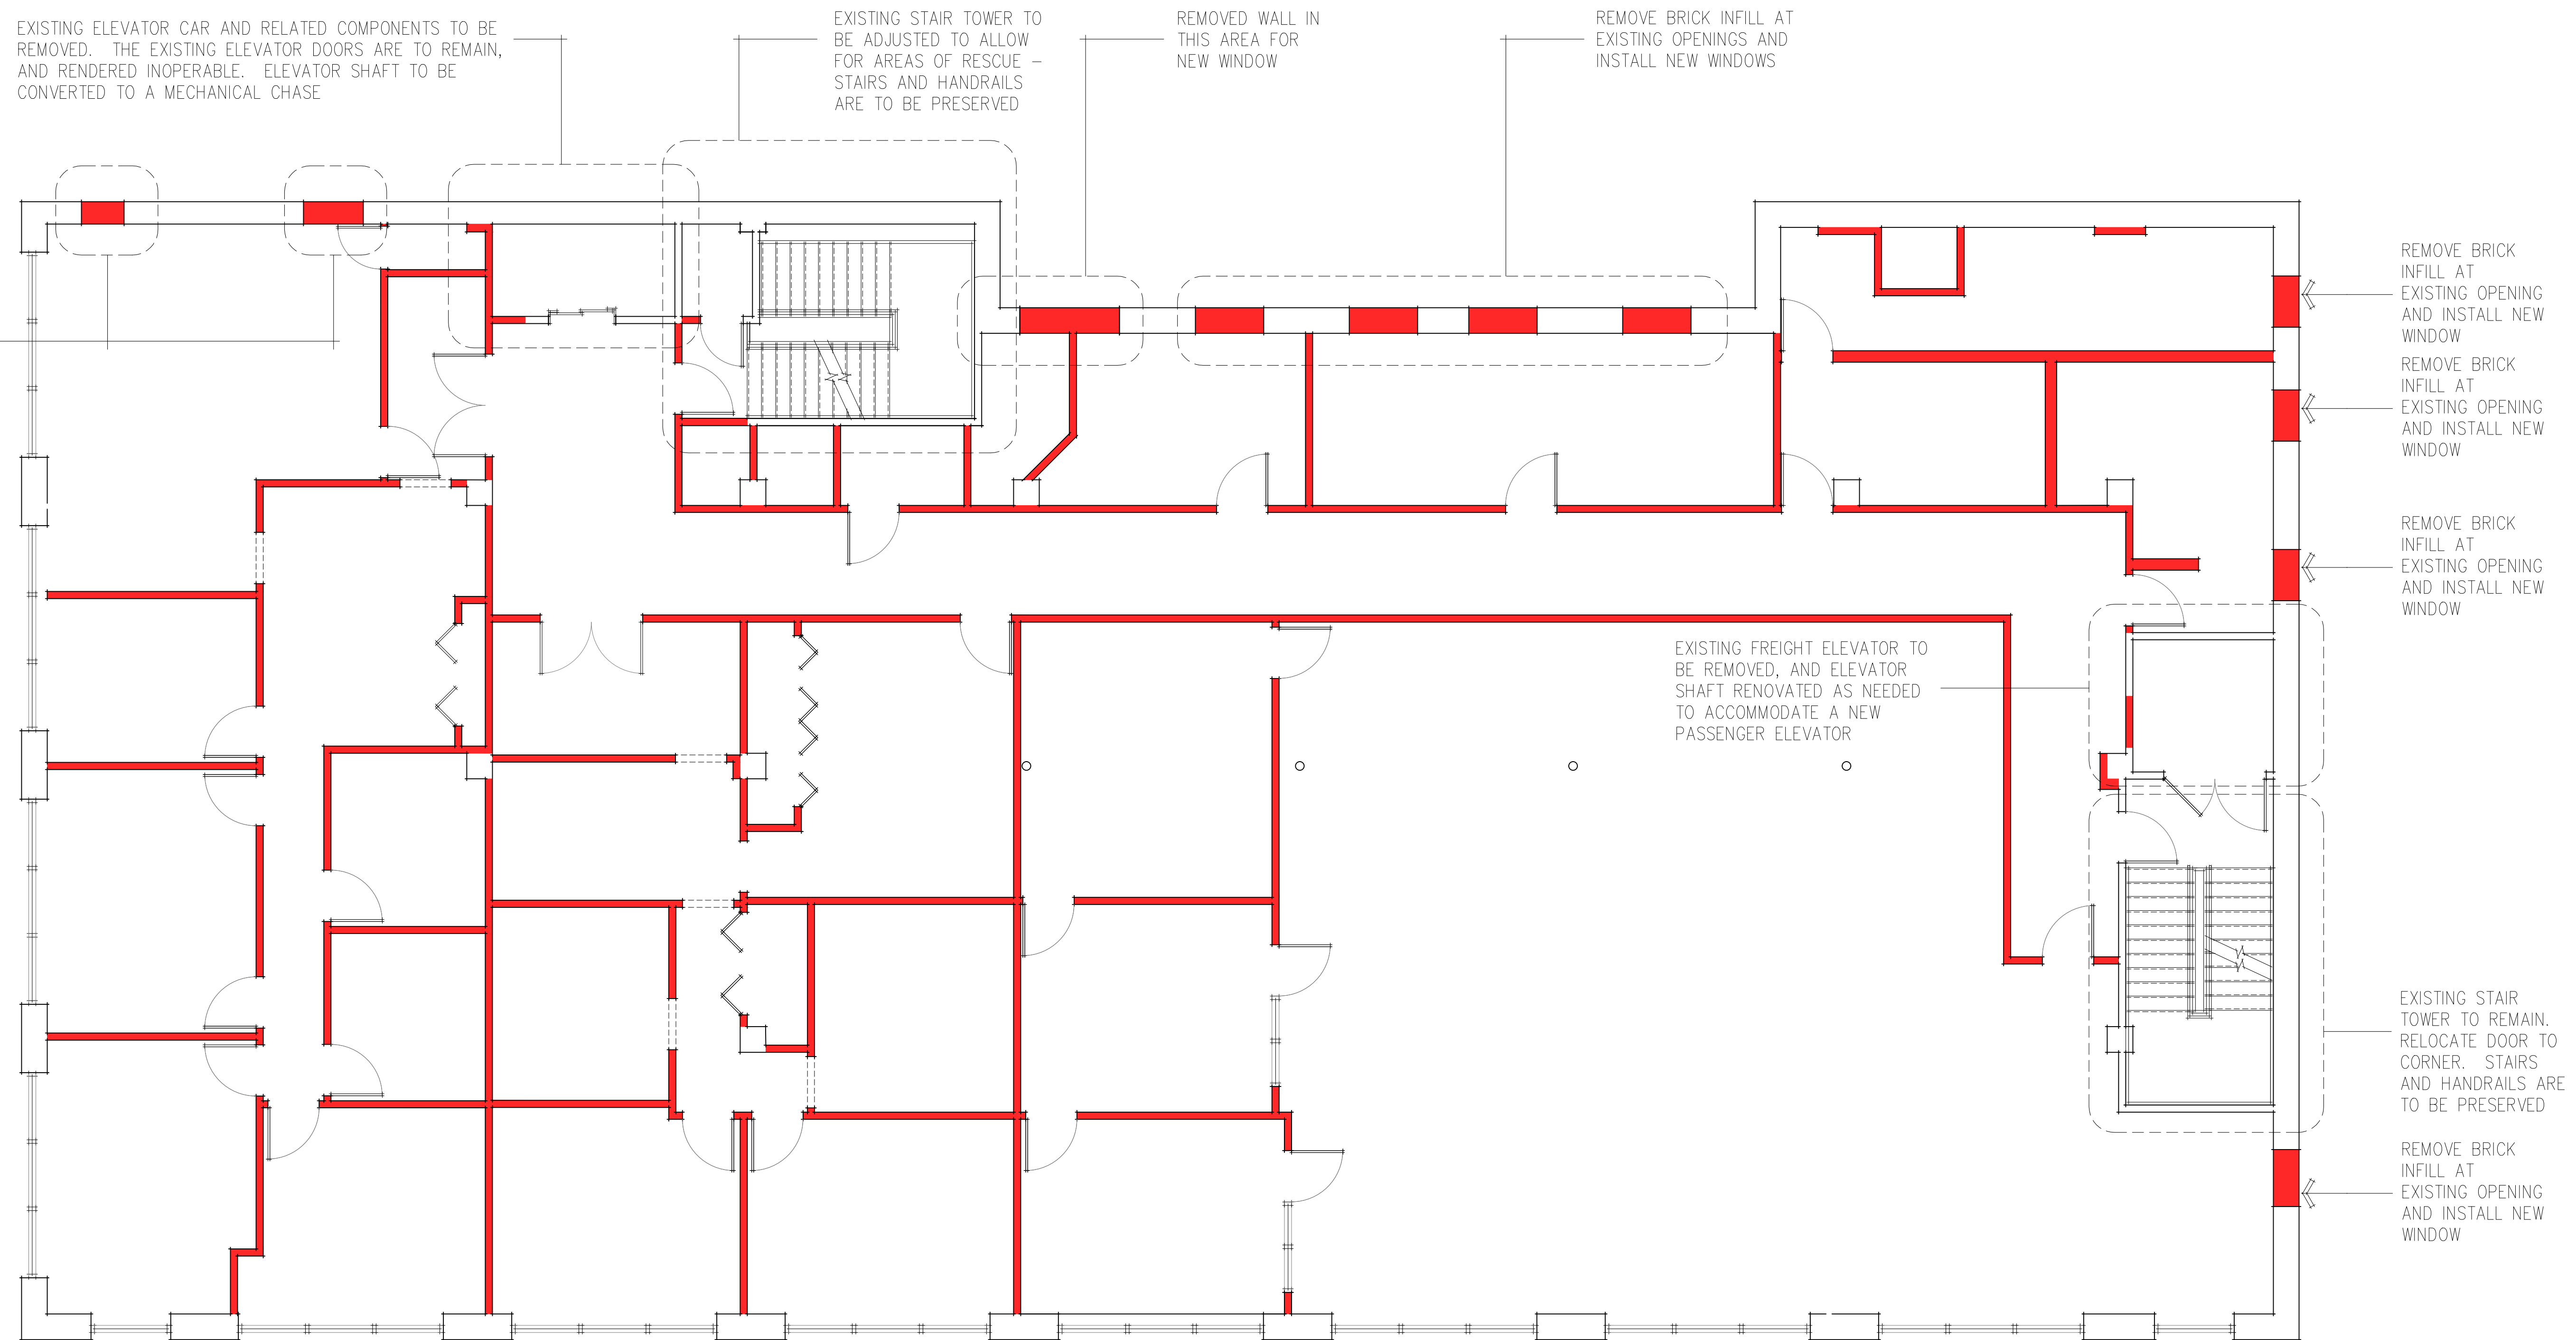 EXISTING ELEVATOR CAR AND RELATED COMPONENTS TO BE
REMOVED. THE EXISTING ELEVATOR DOORS ARE TO REMAIN,
AND RENDERED INOPERABLE. ELEVATOR SHAFT TO BE
CONVERTED TO A MECHANICAL CHASE
EXISTING STAIR TOWER TO
BE ADJUSTED TO ALLOW
FOR AREAS OF RESCUE –
STAIRS AND HANDRAILS
ARE TO BE PRESERVED
REMOVED WALL IN
THIS AREA FOR
NEW WINDOW
REMOVE BRICK INFILL AT
EXISTING OPENINGS AND
INSTALL NEW WINDOWS
REMOVE BRICK
INFILL AT
EXISTING OPENING
AND INSTALL NEW
WINDOW
REMOVE BRICK
INFILL AT
EXISTING OPENING
AND INSTALL NEW
WINDOW
REMOVE BRICK
INFILL AT
EXISTING OPENING
AND INSTALL NEW
WINDOW
EXISTING FREIGHT ELEVATOR TO
BE REMOVED, AND ELEVATOR
SHAFT RENOVATED AS NEEDED
TO ACCOMMODATE A NEW
PASSENGER ELEVATOR
EXISTING STAIR
TOWER TO REMAIN.
RELOCATE DOOR TO
CORNER. STAIRS
AND HANDRAILS ARE
TO BE PRESERVED
REMOVE BRICK
INFILL AT
EXISTING OPENING
AND INSTALL NEW
WINDOW